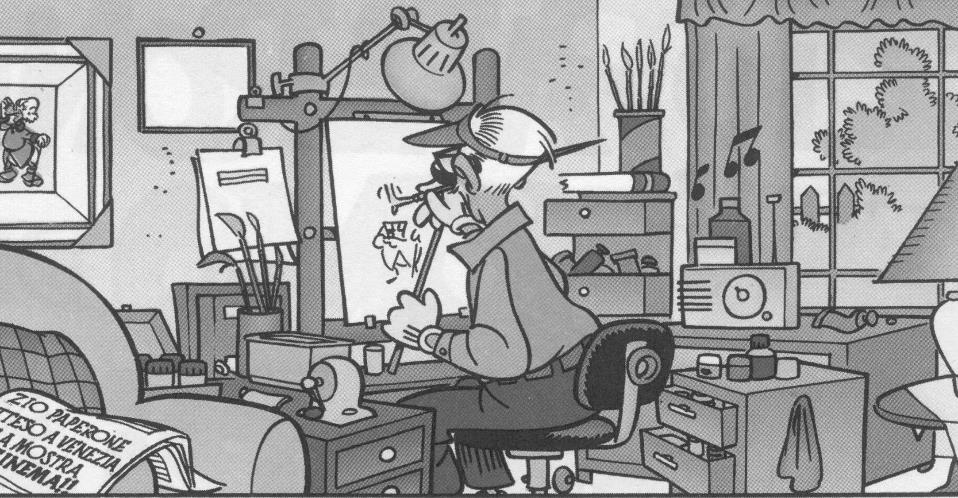 ZIO PAPERONE
TTESO A VENEZIA
A MOSTRA
INEMA!!